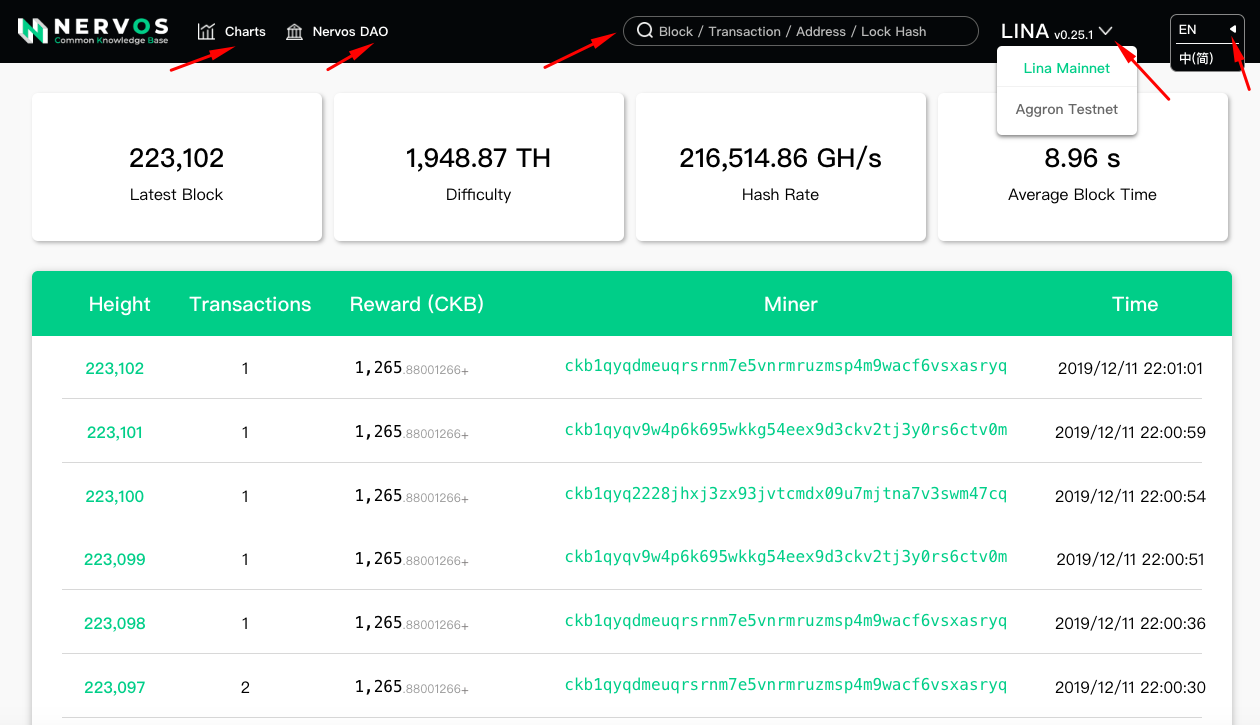 NERVOS
Common Knowledge Base
Charts
Nervos DAO
Block / Transaction / Address / Lock Hash
LINA v0.25.1
EN
中(简)
Lina Mainnet
Aggron Testnet
223,102
Latest Block
1,948.87 TH
Difficulty
216,514.86 GH/s
Hash Rate
8.96 s
Average Block Time
Height Transactions Reward (CKB) Miner Time
223,102 1 1,265.88001266+ ckb1qyqdmeuqrsrnm7e5vnrmruzmsp4m9wacf6vsxasryq 2019/12/11 22:01:01
223,101 1 1,265.88001266+ ckb1qyqv9w4p6k695wkkg54eex9d3ckv2tj3y0rs6ctv0m 2019/12/11 22:00:59
223,100 1 1,265.88001266+ ckb1qyq2228jhxj3zx93jvtcmdx09u7mjtna7v3swm47cq 2019/12/11 22:00:54
223,099 1 1,265.88001266+ ckb1qyqv9w4p6k695wkkg54eex9d3ckv2tj3y0rs6ctv0m 2019/12/11 22:00:51
223,098 1 1,265.88001266+ ckb1qyqdmeuqrsrnm7e5vnrmruzmsp4m9wacf6vsxasryq 2019/12/11 22:00:36
223,097 2 1,265.88001266+ ckb1qyqdmeuqrsrnm7e5vnrmruzmsp4m9wacf6vsxasryq 2019/12/11 22:00:30